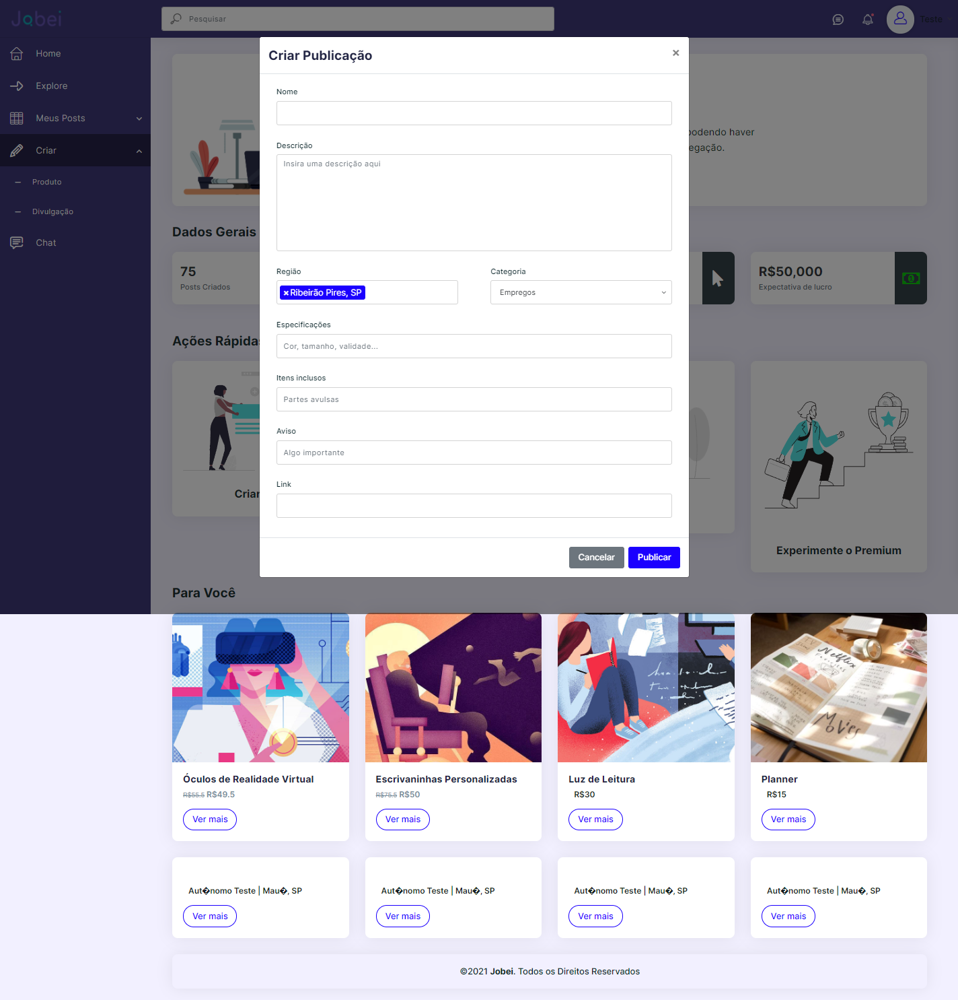 Jobei
Pesquisar
Teste
Home
Explore
Meus Posts
Criar
Produto
Divulgação
Chat
Criar Publicação
×
Nome
Descrição
Insira uma descrição aqui
Região
Categoria
×Ribeirão Pires, SP
Empregos
Especificações
Cor, tamanho, validade...
Itens inclusos
Partes avulsas
Aviso
Algo importante
Link
Cancelar
Publicar
podendo haver
egação.
Dados Gerais
75
Posts Criados
R$50,000
Expectativa de lucro
Ações Rápidas
Criar
Experimente o Premium
Para Você
Netflix
Movies
Óculos de Realidade Virtual
R$55.5 R$49.5
Ver mais
Escrivaninhas Personalizadas
R$75.5 R$50
Ver mais
Luz de Leitura
R$30
Ver mais
Planner
R$15
Ver mais
Aut�nomo Teste | Mau�, SP
Ver mais
Aut�nomo Teste | Mau�, SP
Ver mais
Aut�nomo Teste | Mau�, SP
Ver mais
Aut�nomo Teste | Mau�, SP
Ver mais
©2021 Jobei. Todos os Direitos Reservados